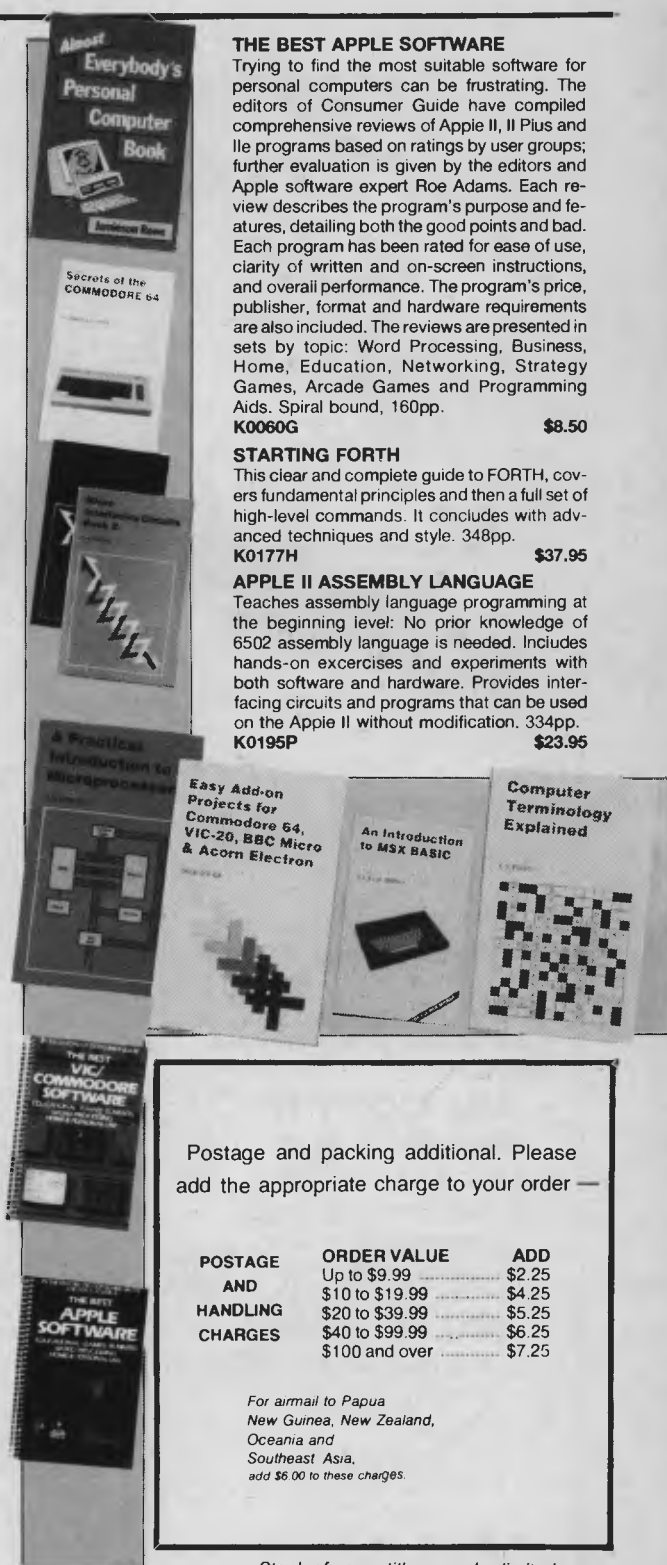 Almost
Everybody's
Personal
Computer
Book
Jamieson Rowe
Secrets of the
COMMODORE 64
THE BEST APPLE SOFTWARE
Trying to find the most suitable software for
personal computers can be frustrating. The
editors of Consumer Guide have compiled
comprehensive reviews of Apple II, II Plus and
IIe programs based on ratings by user groups;
further evaluation is given by the editors and
Apple software expert Roe Adams. Each re-
view describes the program's purpose and fe-
atures, detailing both the good points and bad.
Each program has been rated for ease of use,
clarity of written and on-screen instructions,
and overall performance. The program's price,
publisher, format and hardware requirements
are also included. The reviews are presented in
sets by topic: Word Processing, Business,
Home, Education, Networking, Strategy
Games, Arcade Games and Programming
Aids. Spiral bound, 160pp.
K0060G $8.50
STARTING FORTH
This clear and complete guide to FORTH, cov-
ers fundamental principles and then a full set of
high-level commands. It concludes with adv-
anced techniques and style. 348pp.
K0177H $37.95
APPLE II ASSEMBLY LANGUAGE
Teaches assembly language programming at
the beginning level: No prior knowledge of
6502 assembly language is needed. Includes
hands-on excercises and experiments with
both software and hardware. Provides inter-
facing circuits and programs that can be used
on the Apple II without modification. 334pp.
K0195P $23.95
Micro
Interfacing Circuits
Book 2
A Practical
Introduction to
Microprocessors
Easy Add-on
Projects for
Commodore 64,
VIC-20, BBC Micro
& Acorn Electron
An Introduction
to MSX BASIC
Computer
Terminology
Explained
THE BEST
VIC/
COMMODORE
SOFTWARE
THE BEST
APPLE
SOFTWARE
Postage and packing additional. Please
add the appropriate charge to your order —
POSTAGE
AND
HANDLING
CHARGES
ORDER VALUE ADD
Up to $9.99 ................ $2.25
$10 to $19.99 ............. $4.25
$20 to $39.99 ............. $5.25
$40 to $99.99 ............. $6.25
$100 and over ............. $7.25
For airmail to Papua
New Guinea, New Zealand,
Oceania and
Southeast Asia,
add $6.00 to these charges.